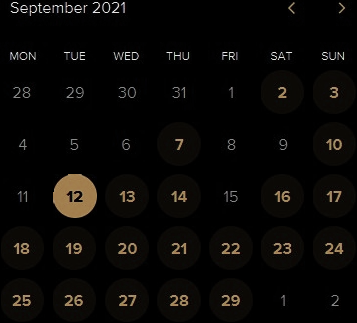 September 2021
MON TUE WED THU FRI SAT SUN
28 29 30 31 1 2 3
4 5 6 7 8 9 10
11 12 13 14 15 16 17
18 19 20 21 22 23 24
25 26 27 28 29 1 2